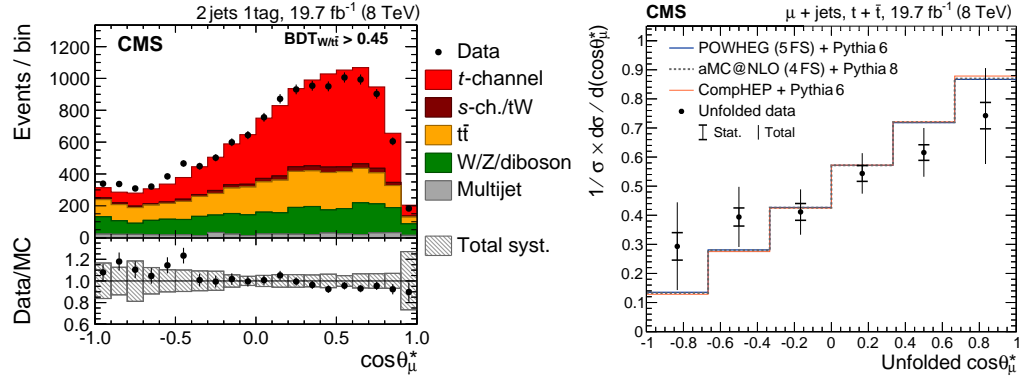 2 jets 1 tag, 19.7 fb⁻¹ (8 TeV)
CMS
BDT_W/tt̄ > 0.45
Events / bin
1200
1000
800
600
400
200
0
Data
t-channel
s-ch./tW
tt̄
W/Z/diboson
Multijet
Total syst.
Data/MC
1.2
1.0
0.8
0.6
-1.0 -0.5 0.0 0.5 1.0
cosθ*_μ
CMS
μ + jets, t + t̄, 19.7 fb⁻¹ (8 TeV)
1/σ × dσ / d(cosθ*_μ)
POWHEG (5 FS) + Pythia 6
aMC@NLO (4 FS) + Pythia 8
CompHEP + Pythia 6
Unfolded data
Stat. Total
1
0.9
0.8
0.7
0.6
0.5
0.4
0.3
0.2
0.1
0
-1 -0.8 -0.6 -0.4 -0.2 0 0.2 0.4 0.6 0.8 1
Unfolded cosθ*_μ